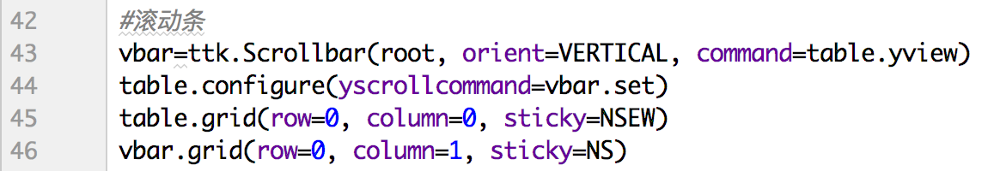 42 #滚动条
43 vbar=ttk.Scrollbar(root, orient=VERTICAL, command=table.yview)
44 table.configure(yscrollcommand=vbar.set)
45 table.grid(row=0, column=0, sticky=NSEW)
46 vbar.grid(row=0, column=1, sticky=NS)